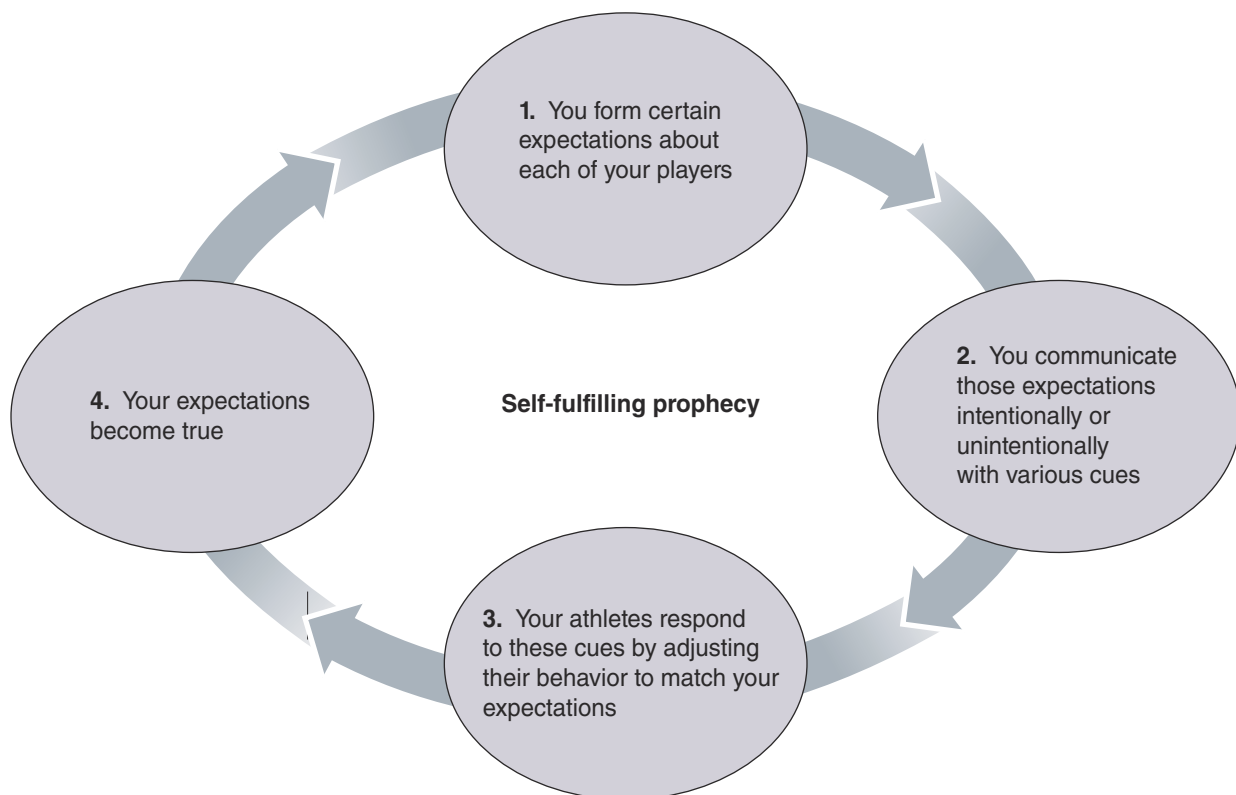 1. You form certain
expectations about
each of your players
2. You communicate
those expectations
intentionally or
unintentionally
with various cues
3. Your athletes respond
to these cues by adjusting
their behavior to match your
expectations
4. Your expectations
become true
Self-fulfilling prophecy